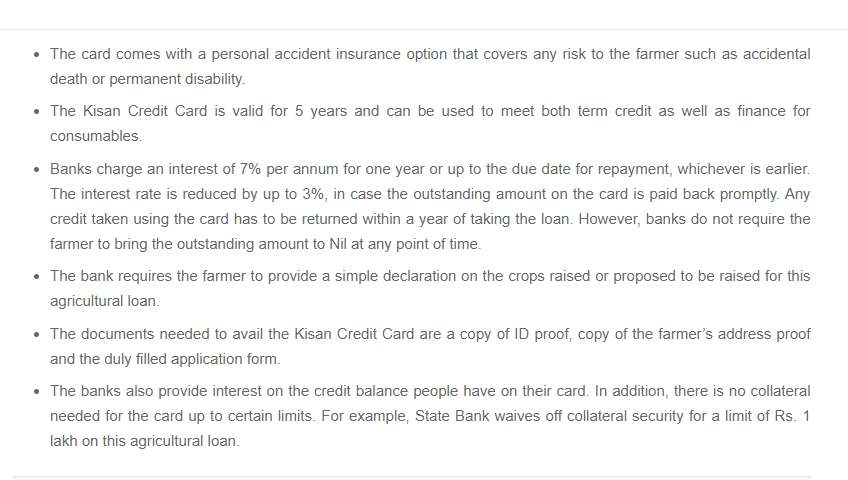 The card comes with a personal accident insurance option that covers any risk to the farmer such as accidental
death or permanent disability.
The Kisan Credit Card is valid for 5 years and can be used to meet both term credit as well as finance for
consumables.
Banks charge an interest of 7% per annum for one year or up to the due date for repayment, whichever is earlier.
The interest rate is reduced by up to 3%, in case the outstanding amount on the card is paid back promptly. Any
credit taken using the card has to be returned within a year of taking the loan. However, banks do not require the
farmer to bring the outstanding amount to Nil at any point of time.
The bank requires the farmer to provide a simple declaration on the crops raised or proposed to be raised for this
agricultural loan.
The documents needed to avail the Kisan Credit Card are a copy of ID proof, copy of the farmer’s address proof
and the duly filled application form.
The banks also provide interest on the credit balance people have on their card. In addition, there is no collateral
needed for the card up to certain limits. For example, State Bank waives off collateral security for a limit of Rs. 1
lakh on this agricultural loan.